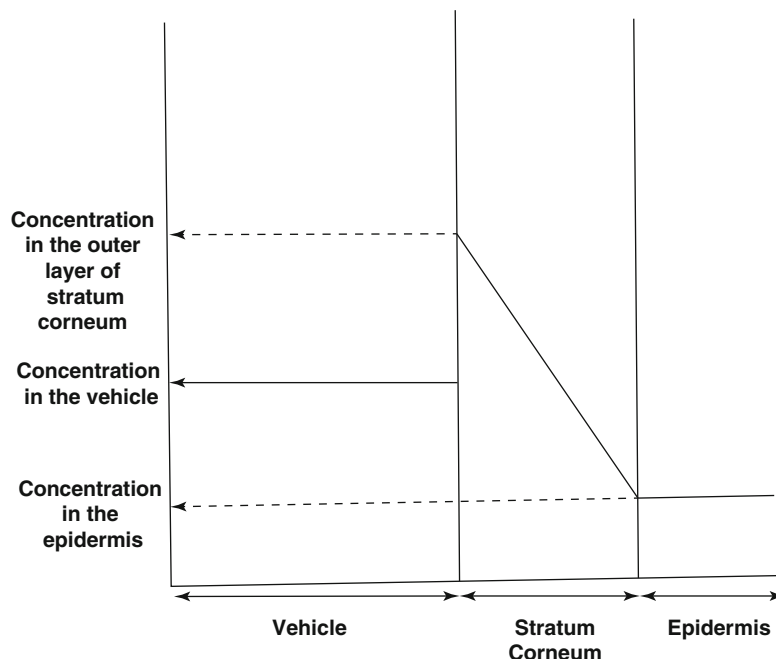 Concentration
in the outer
layer of
stratum
corneum
Concentration
in the vehicle
Concentration
in the
epidermis
Vehicle
Stratum
Corneum
Epidermis